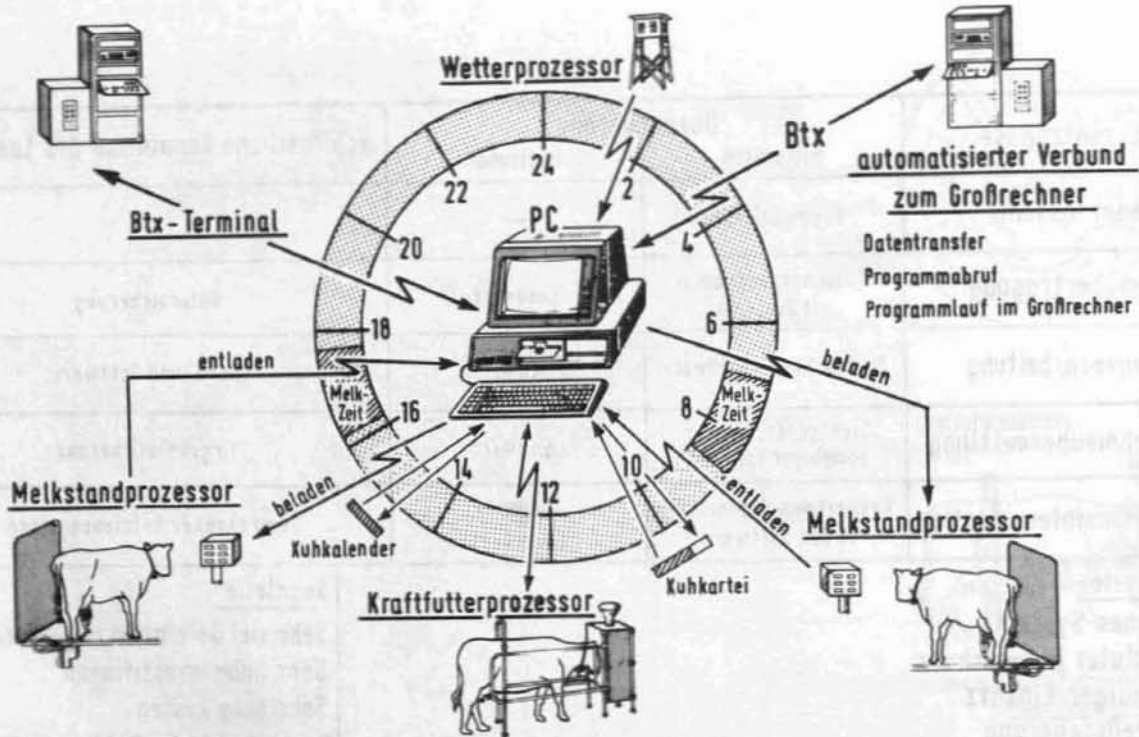 Wetterprozessor
Btx
automatisierter Verbund
zum Großrechner
Datentransfer
Programmabruf
Programmlauf im Großrechner
Btx-Terminal
PC
24
2
4
6
8
10
12
14
16
18
20
22
Melk-
Zeit
Melk-
Zeit
entladen
beladen
beladen
entladen
Melkstandprozessor
Kuhkalender
Kraftfutterprozessor
Kuhkartei
Melkstandprozessor